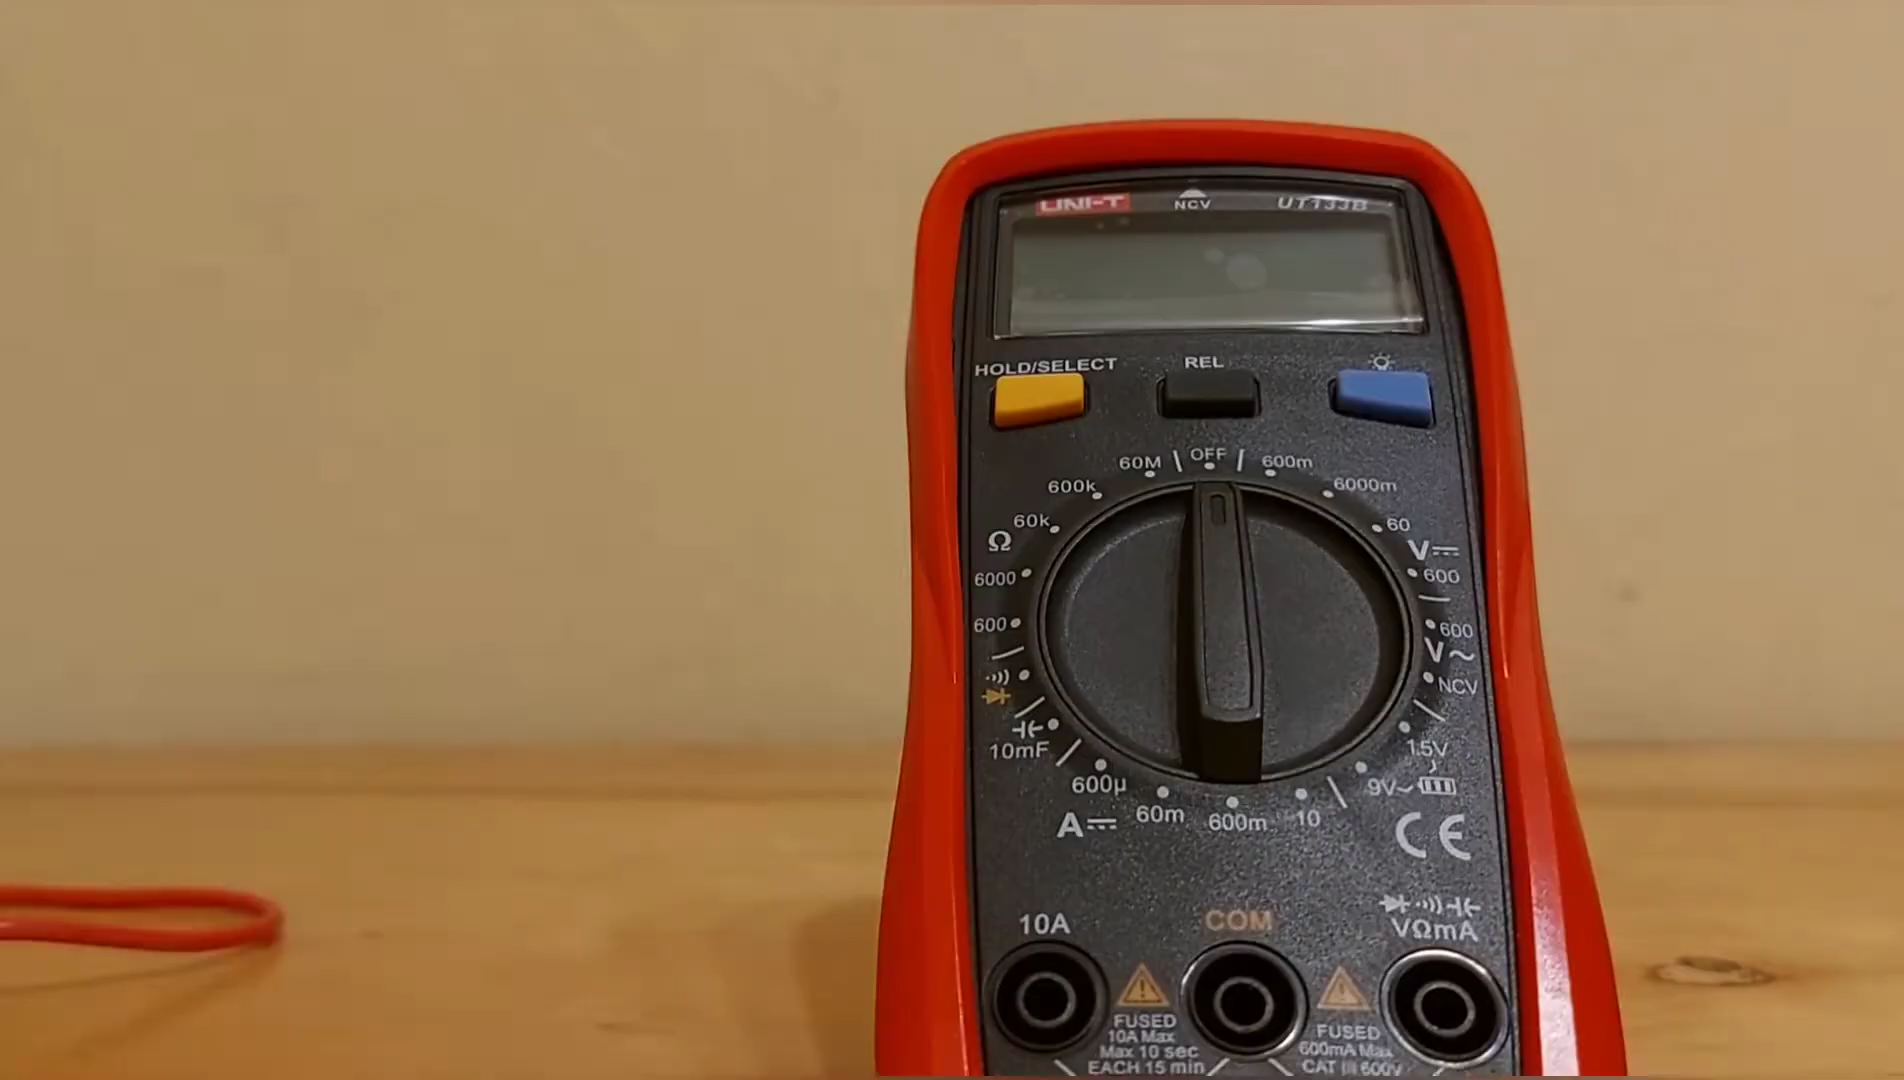 UNI-T NCV UT133B
HOLD/SELECT REL
60M OFF 600m
600k 6000m
60k 60
Ω V
6000 600
600 600
V~
NCV
10mF 1.5V
600µ 9V
60m 600m 10
A CE
10A COM VΩmA
FUSED
10A Max
Max 10 sec
EACH 15 min
FUSED
600mA Max
CAT III 600V